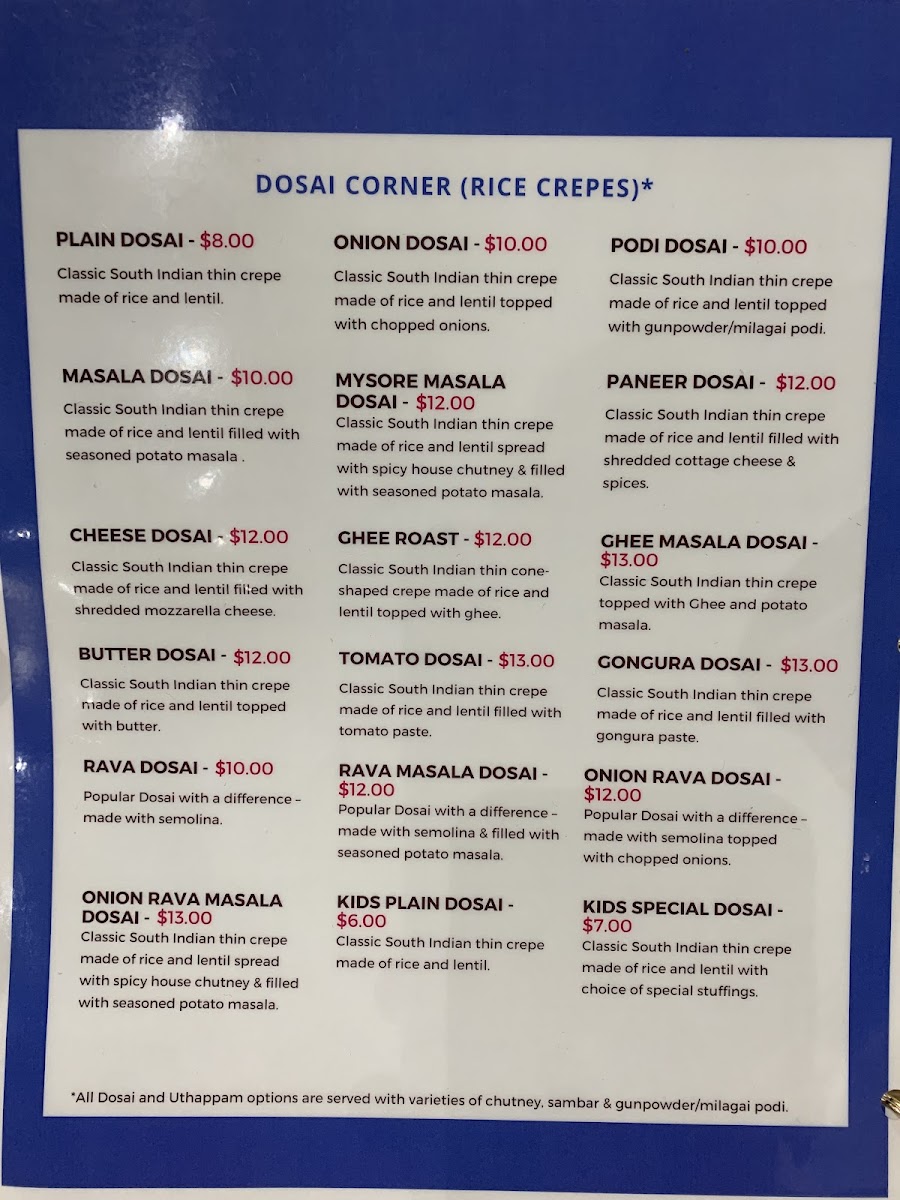 DOSAI CORNER (RICE CREPES)*
PLAIN DOSAI - $8.00
Classic South Indian thin crepe
made of rice and lentil.
ONION DOSAI - $10.00
Classic South Indian thin crepe
made of rice and lentil topped
with chopped onions.
PODI DOSAI - $10.00
Classic South Indian thin crepe
made of rice and lentil topped
with gunpowder/milagai podi.
MASALA DOSAI - $10.00
Classic South Indian thin crepe
made of rice and lentil filled with
seasoned potato masala .
MYSORE MASALA
DOSAI - $12.00
Classic South Indian thin crepe
made of rice and lentil spread
with spicy house chutney & filled
with seasoned potato masala.
PANEER DOSAI - $12.00
Classic South Indian thin crepe
made of rice and lentil filled with
shredded cottage cheese &
spices.
CHEESE DOSAI - $12.00
Classic South Indian thin crepe
made of rice and lentil filled with
shredded mozzarella cheese.
GHEE ROAST - $12.00
Classic South Indian thin cone-
shaped crepe made of rice and
lentil topped with ghee.
GHEE MASALA DOSAI -
$13.00
Classic South Indian thin crepe
topped with Ghee and potato
masala.
BUTTER DOSAI - $12.00
Classic South Indian thin crepe
made of rice and lentil topped
with butter.
TOMATO DOSAI - $13.00
Classic South Indian thin crepe
made of rice and lentil filled with
tomato paste.
GONGURA DOSAI - $13.00
Classic South Indian thin crepe
made of rice and lentil filled with
gongura paste.
RAVA DOSAI - $10.00
Popular Dosai with a difference –
made with semolina.
RAVA MASALA DOSAI -
$12.00
Popular Dosai with a difference –
made with semolina & filled with
seasoned potato masala.
ONION RAVA DOSAI -
$12.00
Popular Dosai with a difference –
made with semolina topped
with chopped onions.
ONION RAVA MASALA
DOSAI - $13.00
Classic South Indian thin crepe
made of rice and lentil spread
with spicy house chutney & filled
with seasoned potato masala.
KIDS PLAIN DOSAI -
$6.00
Classic South Indian thin crepe
made of rice and lentil.
KIDS SPECIAL DOSAI -
$7.00
Classic South Indian thin crepe
made of rice and lentil with
choice of special stuffings.
*All Dosai and Uthappam options are served with varieties of chutney, sambar & gunpowder/milagai podi.